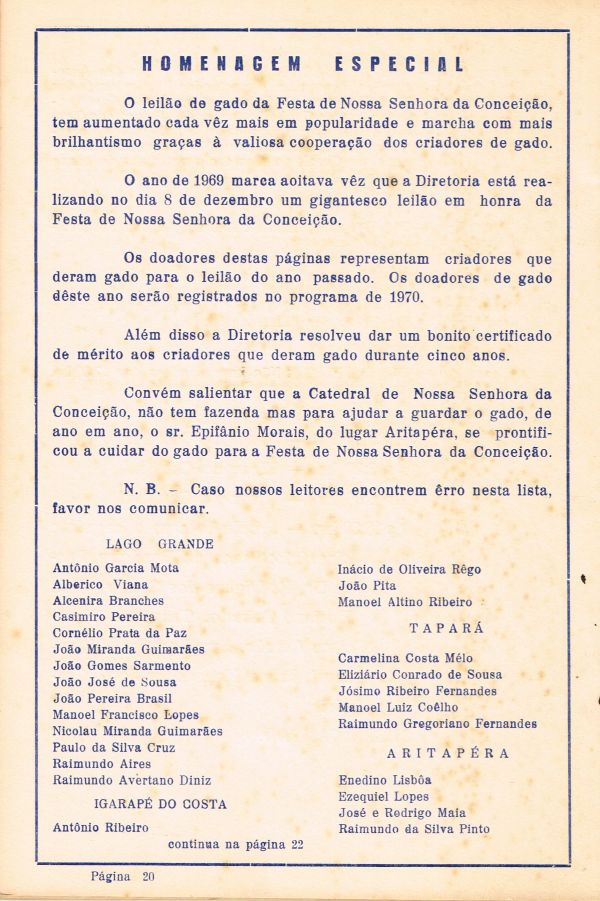 HOMENAGEM ESPECIAL
O leilão de gado da Festa de Nossa Senhora da Conceição,
tem aumentado cada vêz mais em popularidade e marcha com mais
brilhantismo graças à valiosa cooperação dos criadores de gado.
O ano de 1969 marca aoitava vêz que a Diretoria está rea-
lizando no dia 8 de dezembro um gigantesco leilão em honra da
Festa de Nossa Senhora da Conceição.
Os doadores destas páginas representam criadores que
deram gado para o leilão do ano passado. Os doadores de gado
dêste ano serão registrados no programa de 1970.
Além disso a Diretoria resolveu dar um bonito certificado
de mérito aos criadores que deram gado durante cinco anos.
Convém salientar que a Catedral de Nossa Senhora da
Conceição, não tem fazenda mas para ajudar a guardar o gado, de
ano em ano, o sr. Epifânio Morais, do lugar Aritapéra, se prontifi-
cou a cuidar do gado para a Festa de Nossa Senhora da Conceição.
N. B. — Caso nossos leitores encontrem êrro nesta lista,
favor nos comunicar.
LAGO GRANDE
Antônio Garcia Mota
Alberico Viana
Alcenira Branches
Casimiro Pereira
Cornélio Prata da Paz
João Miranda Guimarães
João Gomes Sarmento
João José de Sousa
João Pereira Brasil
Manoel Francisco Lopes
Nicolau Miranda Guimarães
Paulo da Silva Cruz
Raimundo Aires
Raimundo Avertano Diniz
IGARAPÉ DO COSTA
Antônio Ribeiro
Inácio de Oliveira Rêgo
João Pita
Manoel Altino Ribeiro
TAPARÁ
Carmelina Costa Mélo
Eliziário Conrado de Sousa
Jósimo Ribeiro Fernandes
Manoel Luiz Coêlho
Raimundo Gregoriano Fernandes
ARITAPÉRA
Enedino Lisbôa
Ezequiel Lopes
José e Rodrigo Maia
Raimundo da Silva Pinto
continua na página 22
Página 20